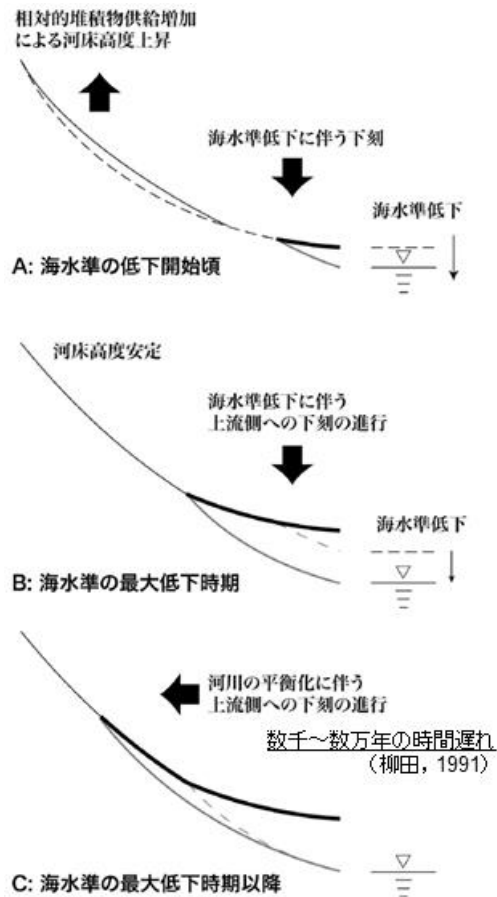 相対的堆積物供給増加
による河床高度上昇
海水準低下に伴う下刻
海水準低下
A: 海水準の低下開始頃
河床高度安定
海水準低下に伴う
上流側への下刻の進行
海水準低下
B: 海水準の最大低下時期
河川の平衡化に伴う
上流側への下刻の進行
数千～数万年の時間遅れ
（柳田，1991）
C: 海水準の最大低下時期以降